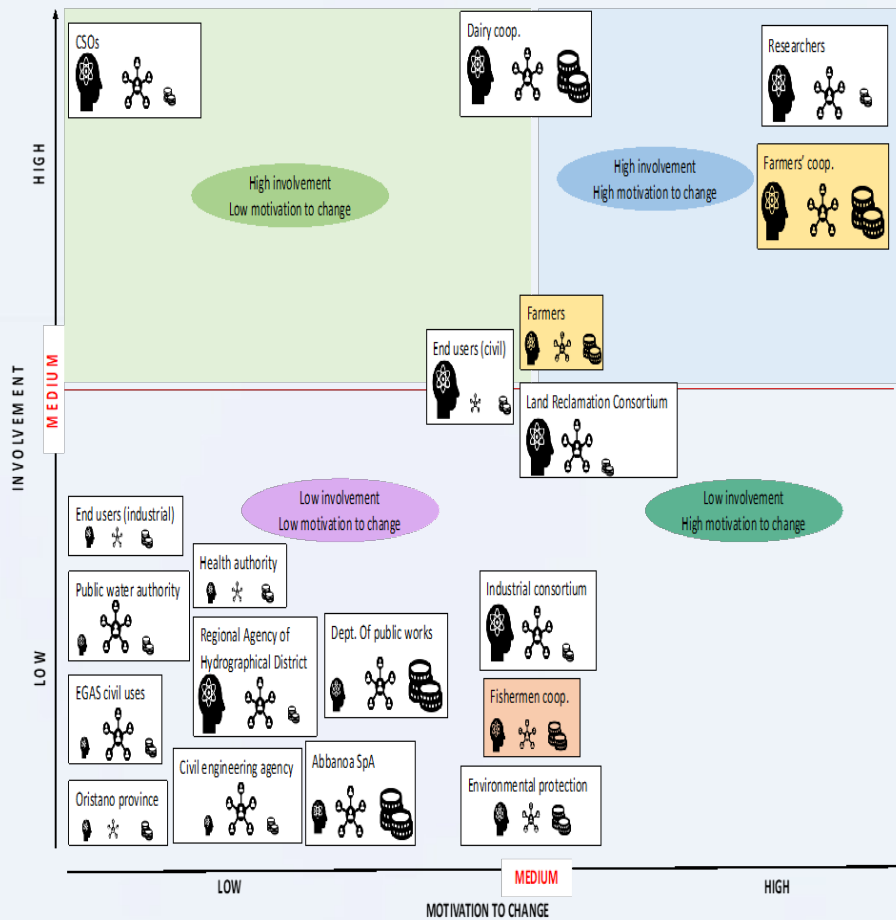 CSOs
Dairy coop.
Researchers
HIGH
High involvement
Low motivation to change
High involvement
High motivation to change
Farmers' coop.
Farmers
End users (civil)
INVOLVEMENT
MEDIUM
Land Reclamation Consortium
Low involvement
Low motivation to change
Low involvement
High motivation to change
End users (industrial)
Health authority
Public water authority
Industrial consortium
Regional Agency of
Hydrographical District
Dept. Of public works
LOW
EGAS civil uses
Fishermen coop.
Civil engineering agency
Abbanoa SpA
Environmental protection
Oristano province
LOW
MEDIUM
HIGH
MOTIVATION TO CHANGE